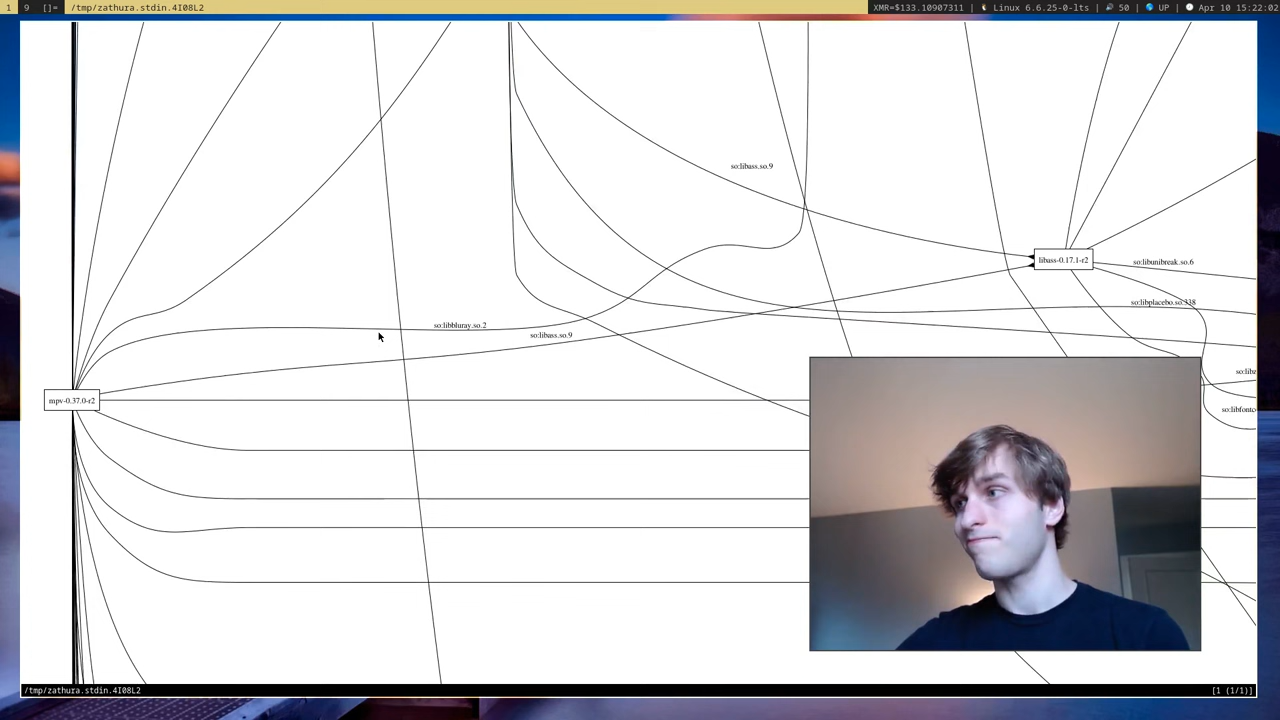 1 9 []= /tmp/zathura.stdin.4I08L2 XMR=$133.10907311 | Linux 6.6.25-0-lts | 50 | UP | Apr 10 15:22:02
so:libass.so.9
libass-0.17.1-r2
so:libunibreak.so.6
so:libplacebo.so.338
so:libbluray.so.2
so:libass.so.9
mpv-0.37.0-r2
/tmp/zathura.stdin.4I08L2 [1 (1/1)]